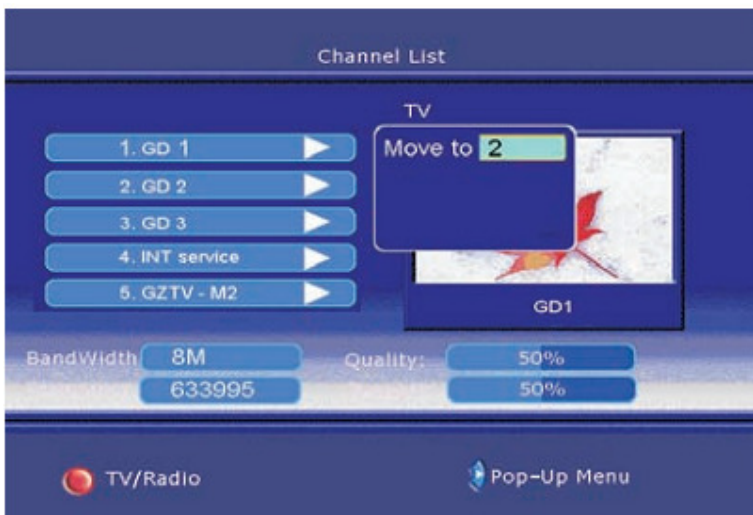 Channel List
TV
1. GD 1
2. GD 2
3. GD 3
4. INT service
5. GZTV - M2
Move to 2
GD1
BandWidth 8M
Quality: 50%
633995
50%
TV/Radio
Pop-Up Menu